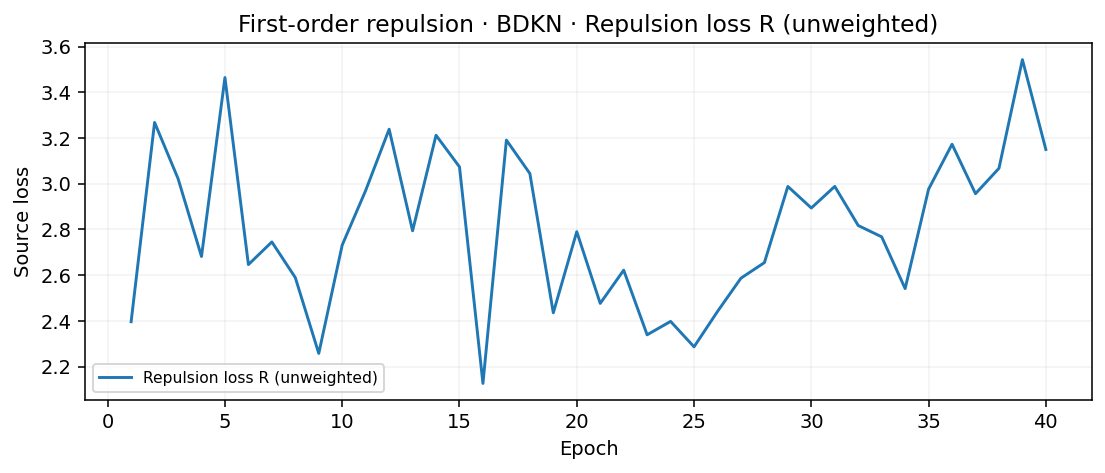 First-order repulsion · BDKN · Repulsion loss R (unweighted)
3.6
3.4
3.2
3.0
2.8
2.6
2.4
2.2
Source loss
Repulsion loss R (unweighted)
0 5 10 15 20 25 30 35 40
Epoch